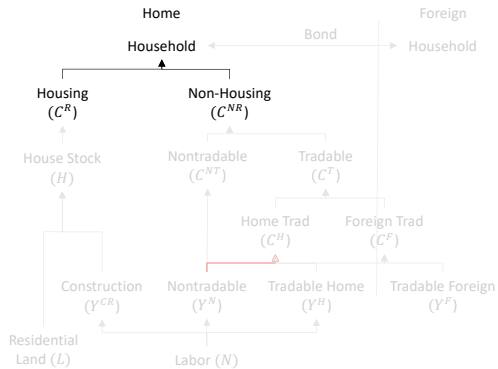 Home Foreign
Bond
Household Household
Housing Non-Housing
(C^R) (C^{NR})
House Stock Nontradable Tradable
(H) (C^{NT}) (C^T)
Home Trad Foreign Trad
(C^H) (C^F)
Construction Nontradable Tradable Home Tradable Foreign
(Y^{CR}) (Y^N) (Y^H) (Y^F)
Residential
Land (L) Labor (N)